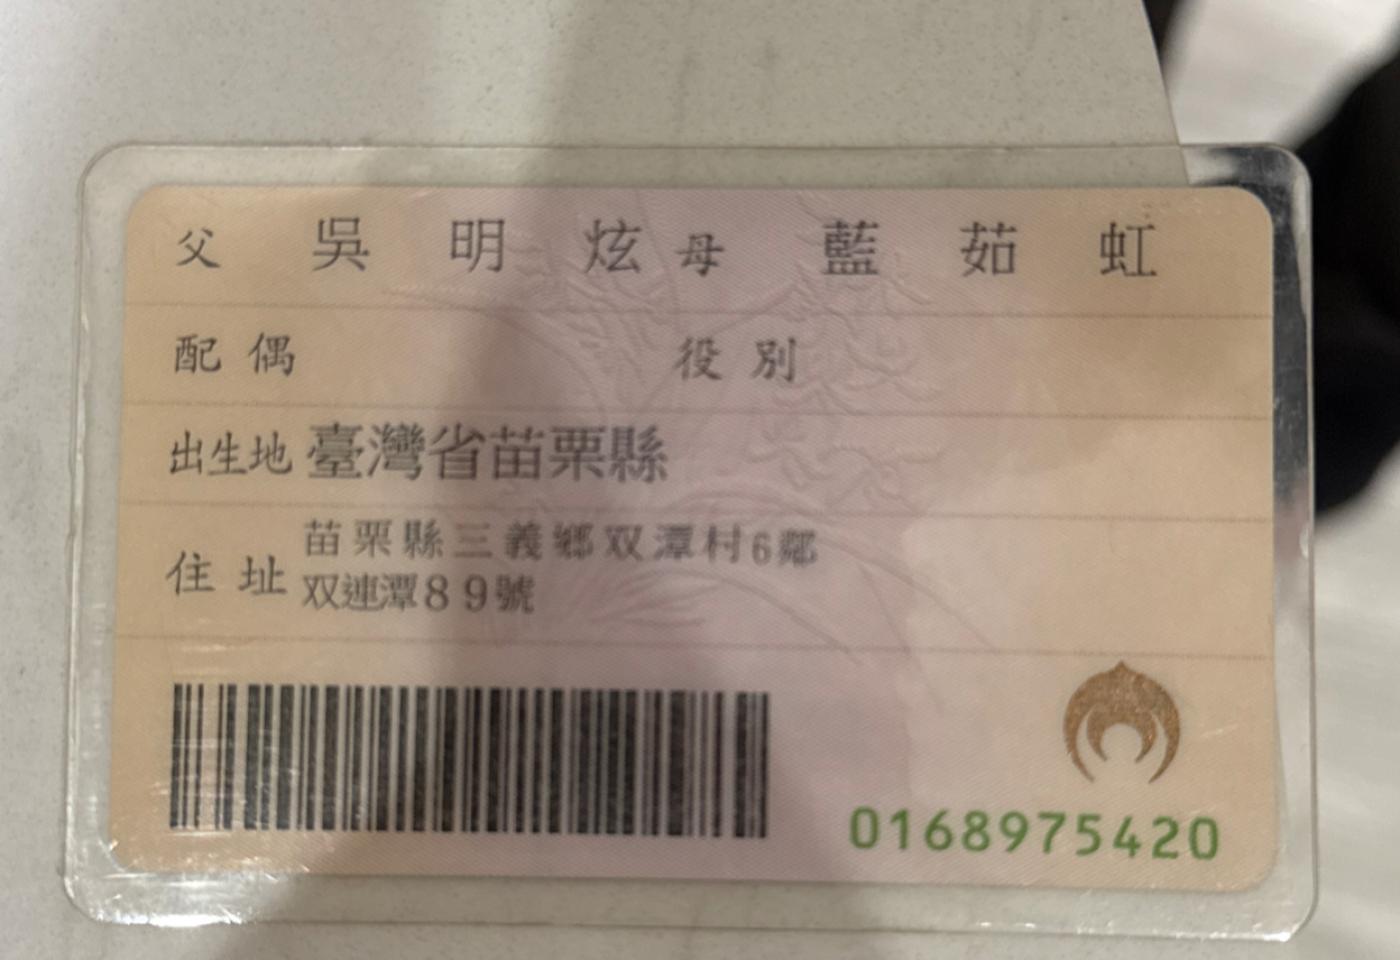 父 吳明炫 母 藍茹虹
配偶 役別
出生地 臺灣省苗栗縣
住址 苗栗縣三義鄉双潭村6鄰
双連潭89號
0168975420